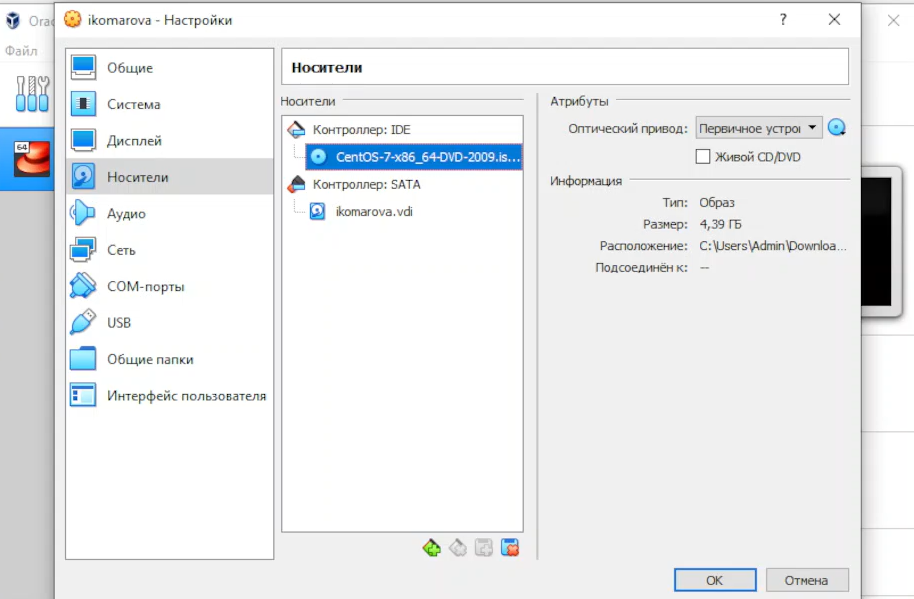 ikomarova - Настройки
?
Orac
Файл
64
Общие
Система
Дисплей
Носители
Аудио
Сеть
COM-порты
USB
Общие папки
Интерфейс пользователя
Носители
Носители
Контроллер: IDE
CentOS-7-x86_64-DVD-2009.is...
Контроллер: SATA
ikomarova.vdi
Атрибуты
Оптический привод: Первичное устрої
Живой CD/DVD
Информация
Тип: Образ
Размер: 4,39 ГБ
Расположение: C:\Users\Admin\Downloa...
Подсоединён к: --
OK
Отмена